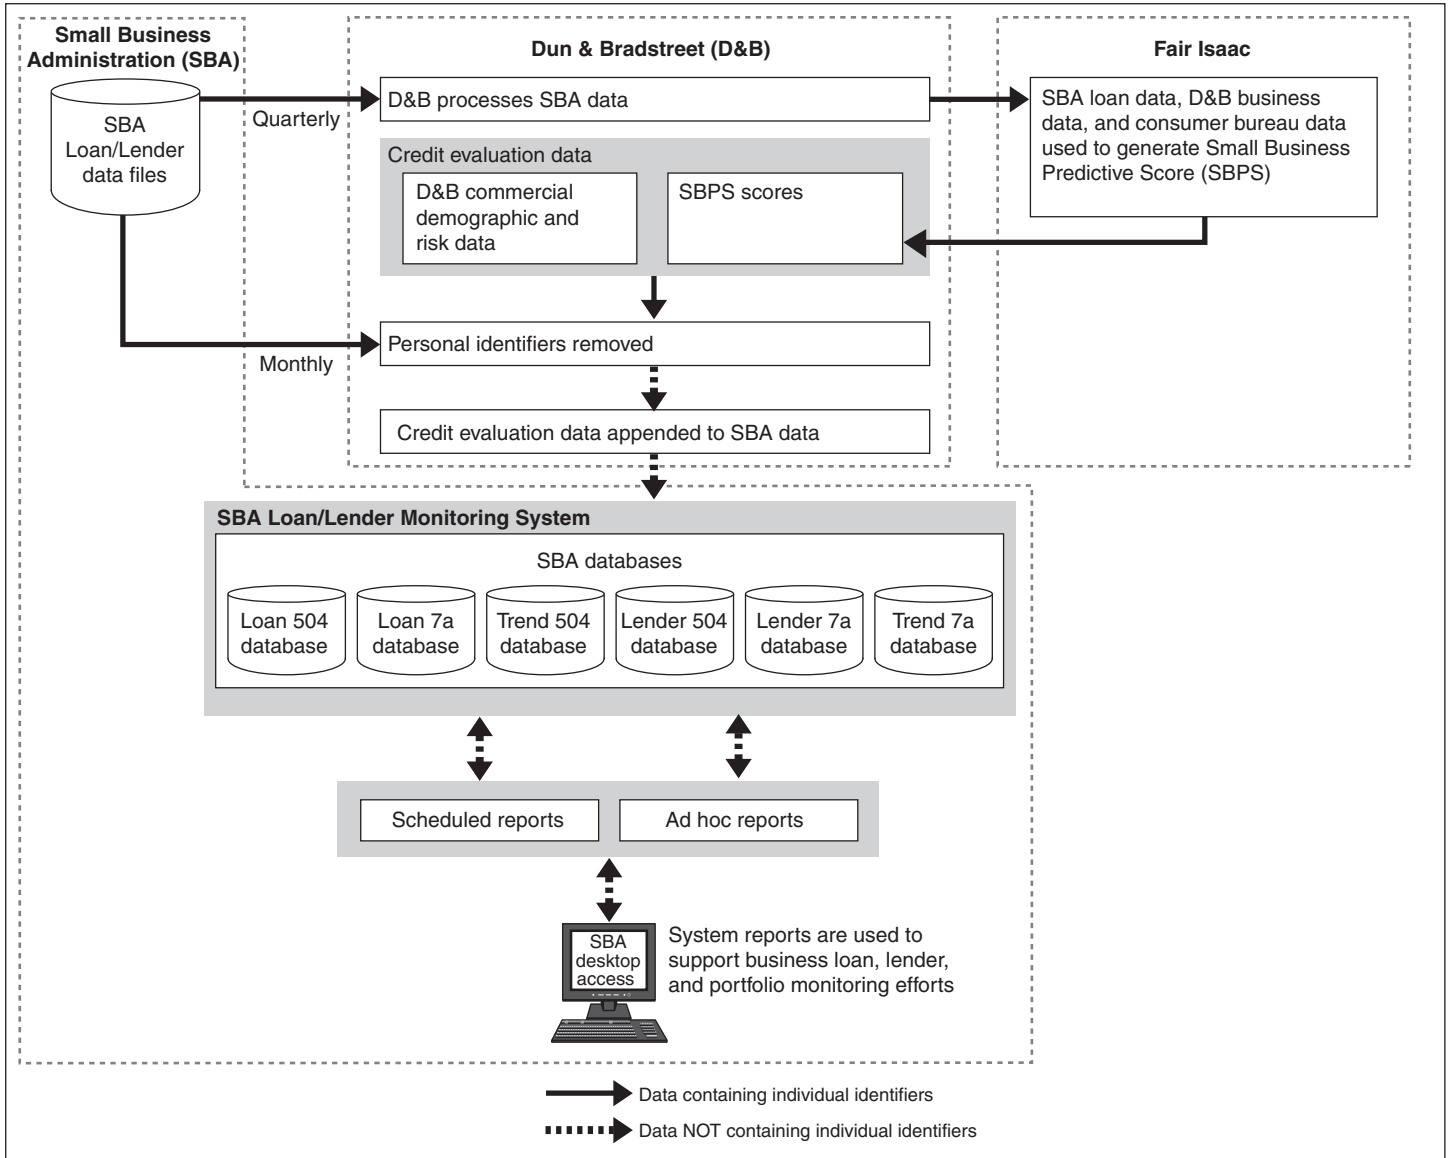 Small Business
Administration (SBA)
Dun & Bradstreet (D&B)
Fair Isaac
SBA
Loan/Lender
data files
Quarterly
D&B processes SBA data
SBA loan data, D&B business
data, and consumer bureau data
used to generate Small Business
Predictive Score (SBPS)
Credit evaluation data
D&B commercial
demographic and
risk data
SBPS scores
Monthly
Personal identifiers removed
Credit evaluation data appended to SBA data
SBA Loan/Lender Monitoring System
SBA databases
Loan 504
database
Loan 7a
database
Trend 504
database
Lender 504
database
Lender 7a
database
Trend 7a
database
Scheduled reports
Ad hoc reports
SBA
desktop
access
System reports are used to
support business loan, lender,
and portfolio monitoring efforts
Data containing individual identifiers
Data NOT containing individual identifiers